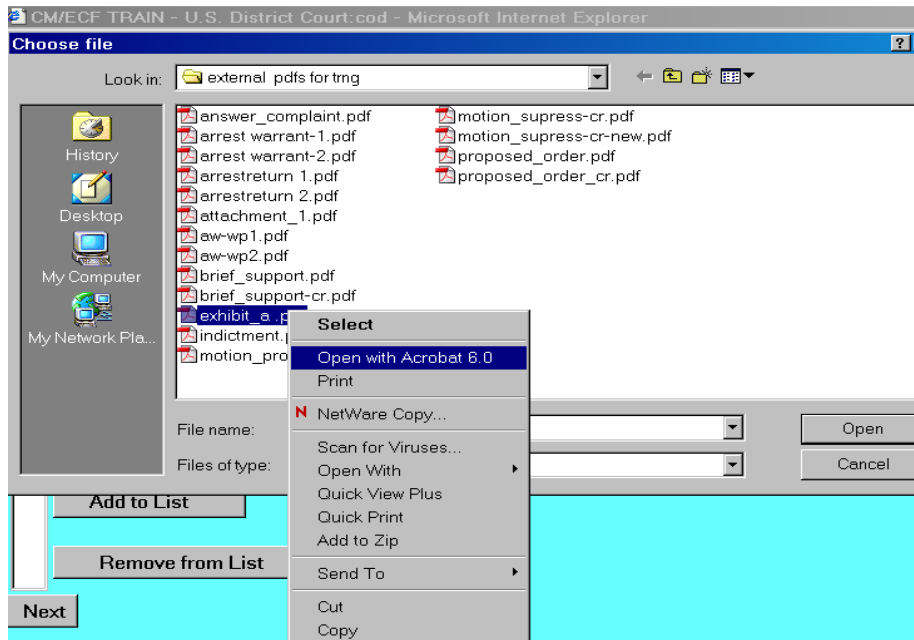 CM/ECF TRAIN - U.S. District Court:cod - Microsoft Internet Explorer
Choose file
?
Look in:
external pdfs for trng
History
Desktop
My Computer
My Network Pla...
answer_complaint.pdf
arrest warrant-1.pdf
arrest warrant-2.pdf
arrestreturn 1.pdf
arrestreturn 2.pdf
attachment_1.pdf
aw-wp1.pdf
aw-wp2.pdf
brief_support.pdf
brief_support-cr.pdf
exhibit_a .p
indictment.
motion_pro
motion_supress-cr.pdf
motion_supress-cr-new.pdf
proposed_order.pdf
proposed_order_cr.pdf
Select
Open with Acrobat 6.0
Print
N NetWare Copy...
Scan for Viruses...
Open With
Quick View Plus
Quick Print
Add to Zip
Send To
Cut
Copy
File name:
Files of type:
Open
Cancel
Add to List
Remove from List
Next